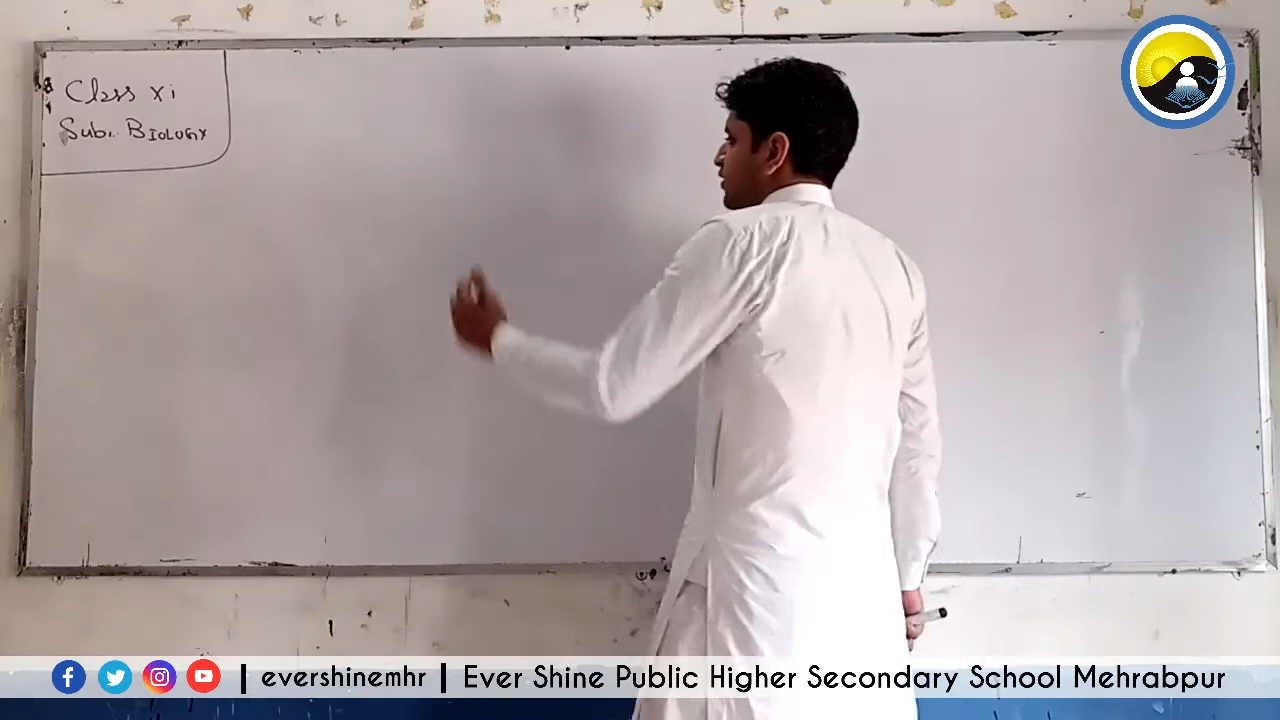 Class xi
Sub:. BIOLOGY
| evershinemhr | Ever Shine Public Higher Secondary School Mehrabpur